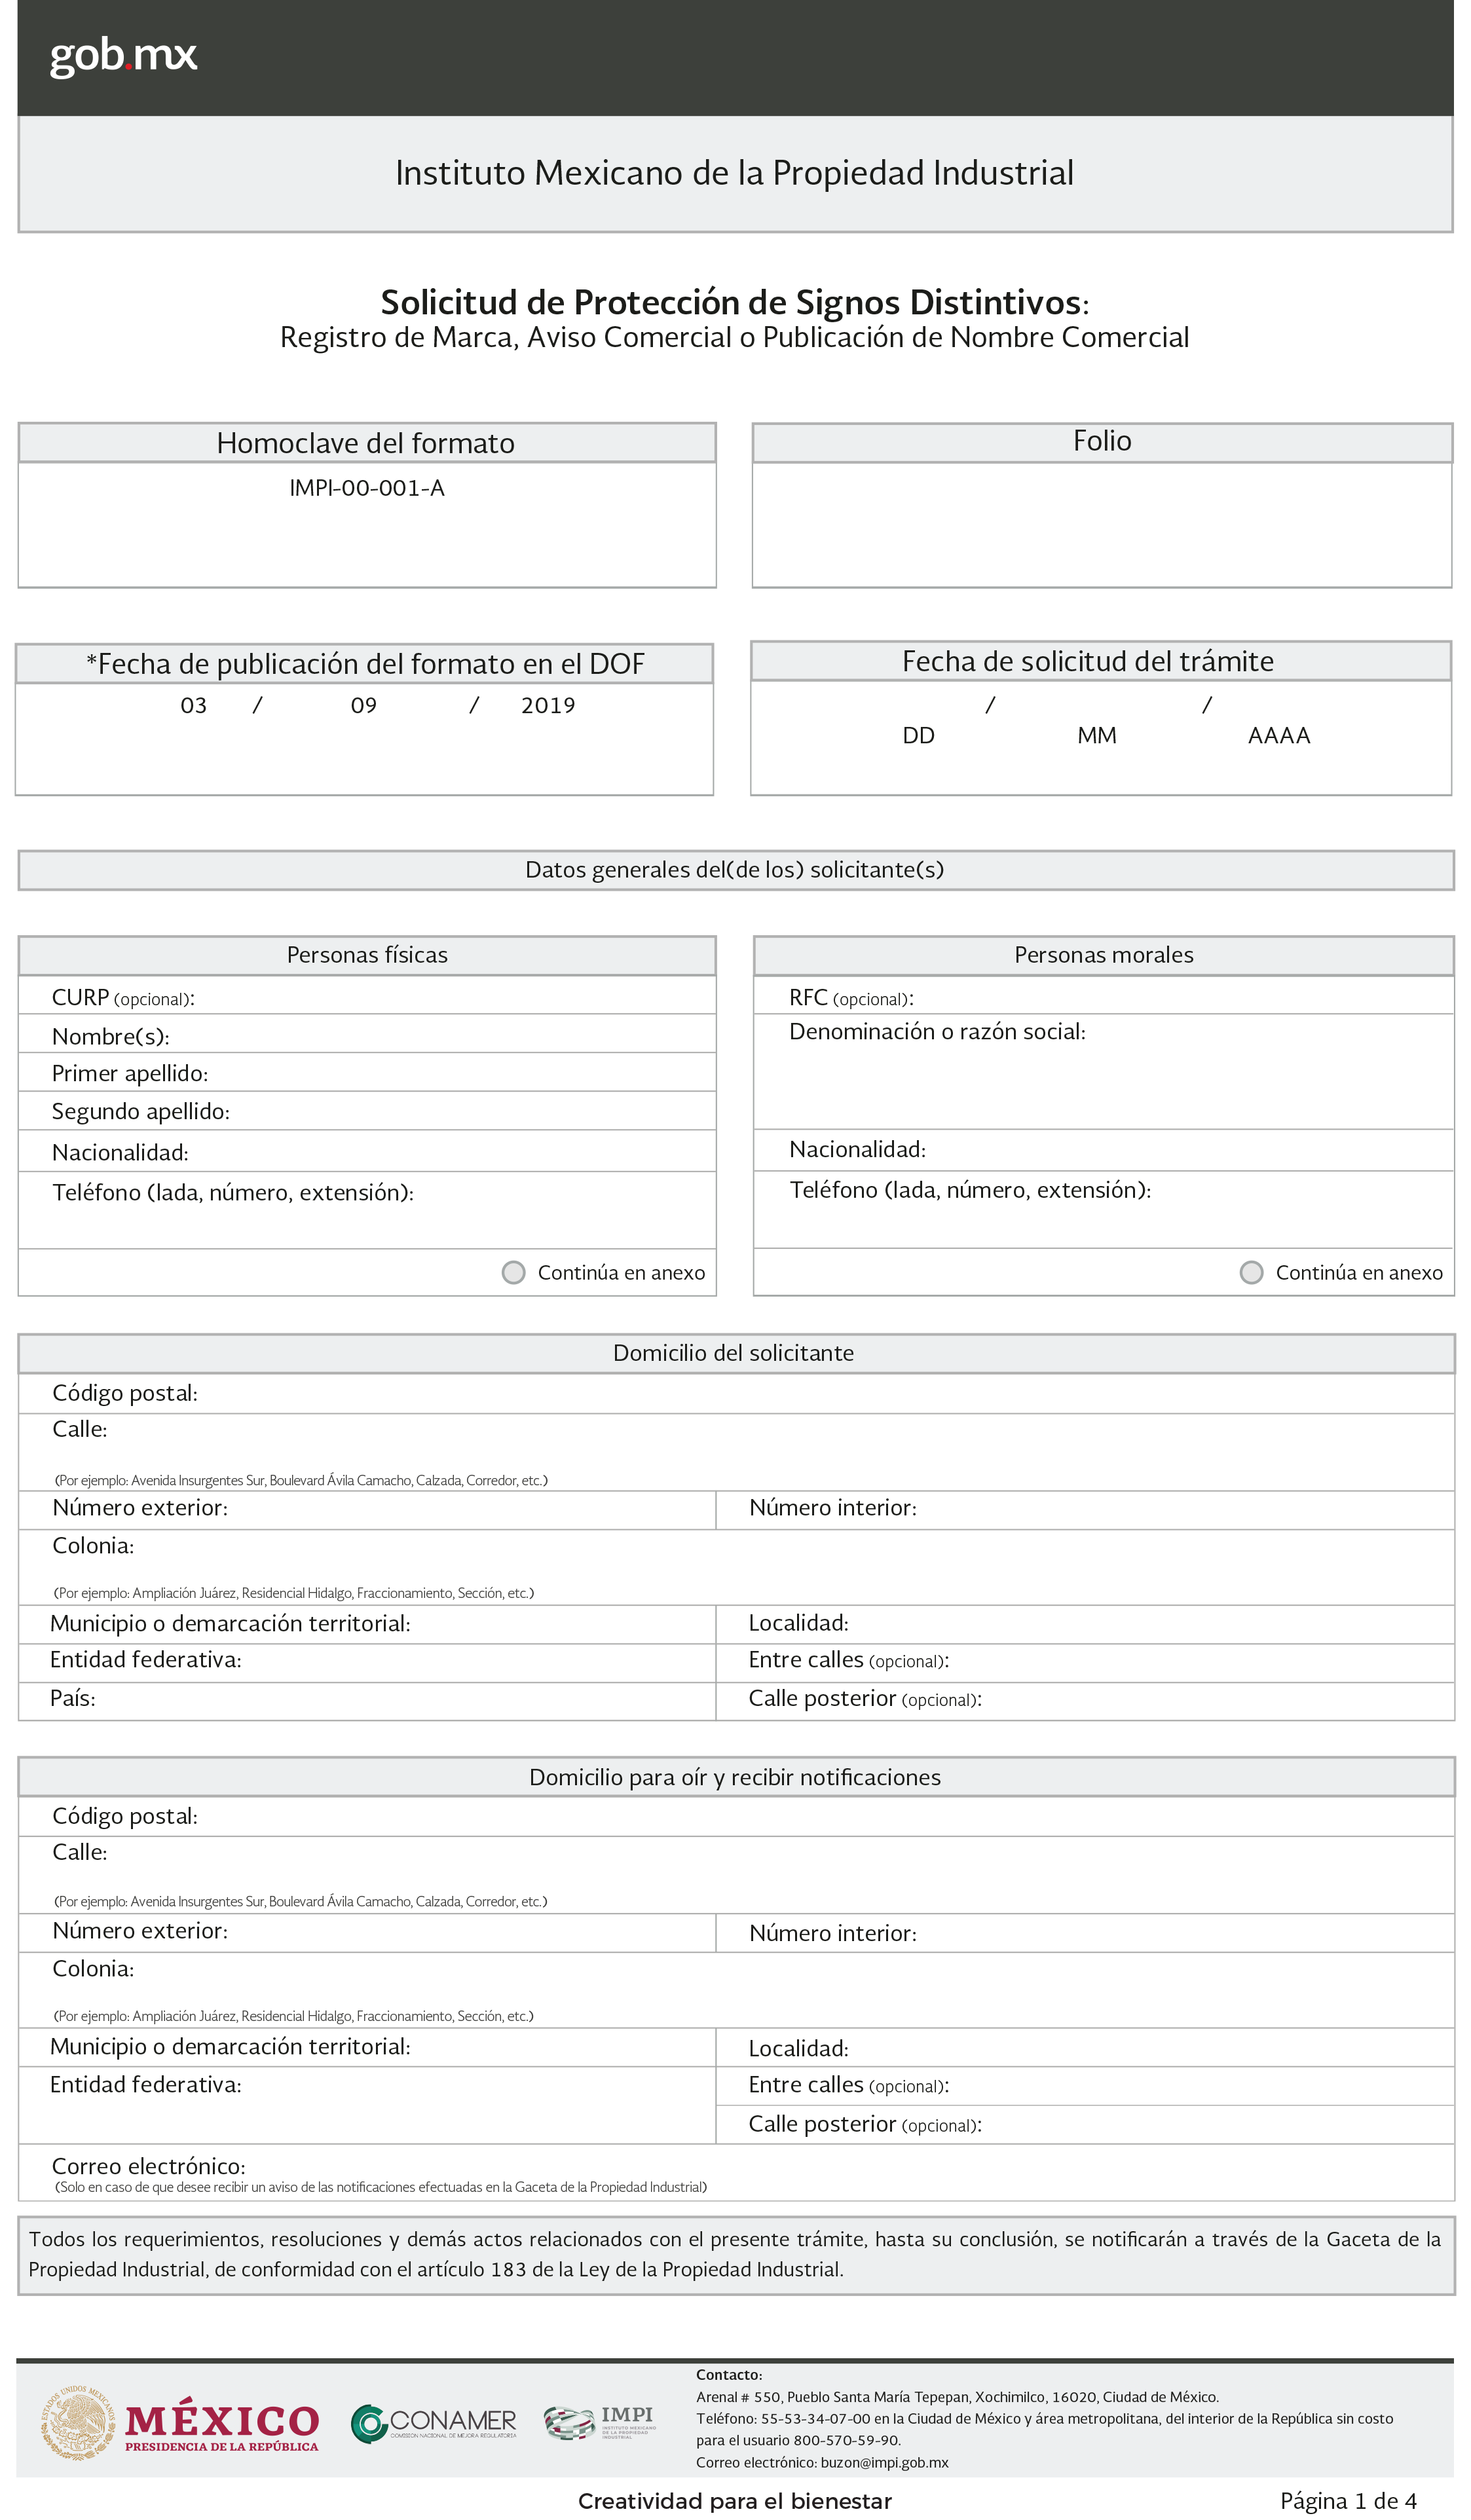 gob.mx
Instituto Mexicano de la Propiedad Industrial
Solicitud de Protección de Signos Distintivos:
Registro de Marca, Aviso Comercial o Publicación de Nombre Comercial
Homoclave del formato
IMPI-00-001-A
Folio
*Fecha de publicación del formato en el DOF
03 / 09 / 2019
Fecha de solicitud del trámite
/ /
DD MM AAAA
Datos generales del(de los) solicitante(s)
Personas físicas
CURP (opcional):
Nombre(s):
Primer apellido:
Segundo apellido:
Nacionalidad:
Teléfono (lada, número, extensión):
Continúa en anexo
Personas morales
RFC (opcional):
Denominación o razón social:
Nacionalidad:
Teléfono (lada, número, extensión):
Continúa en anexo
Domicilio del solicitante
Código postal:
Calle:
(Por ejemplo: Avenida Insurgentes Sur, Boulevard Ávila Camacho, Calzada, Corredor, etc.)
Número exterior: Número interior:
Colonia:
(Por ejemplo: Ampliación Juárez, Residencial Hidalgo, Fraccionamiento, Sección, etc.)
Municipio o demarcación territorial: Localidad:
Entidad federativa: Entre calles (opcional):
País: Calle posterior (opcional):
Domicilio para oír y recibir notificaciones
Código postal:
Calle:
(Por ejemplo: Avenida Insurgentes Sur, Boulevard Ávila Camacho, Calzada, Corredor, etc.)
Número exterior: Número interior:
Colonia:
(Por ejemplo: Ampliación Juárez, Residencial Hidalgo, Fraccionamiento, Sección, etc.)
Municipio o demarcación territorial: Localidad:
Entidad federativa: Entre calles (opcional):
Calle posterior (opcional):
Correo electrónico:
(Solo en caso de que desee recibir un aviso de las notificaciones efectuadas en la Gaceta de la Propiedad Industrial)
Todos los requerimientos, resoluciones y demás actos relacionados con el presente trámite, hasta su conclusión, se notificarán a través de la Gaceta de la
Propiedad Industrial, de conformidad con el artículo 183 de la Ley de la Propiedad Industrial.
ESTADOS UNIDOS MEXICANOS
MÉXICO
PRESIDENCIA DE LA REPÚBLICA
CONAMER
COMISIÓN NACIONAL DE MEJORA REGULATORIA
IMPI
INSTITUTO MEXICANO
DE LA PROPIEDAD
INDUSTRIAL
Contacto:
Arenal # 550, Pueblo Santa María Tepepan, Xochimilco, 16020, Ciudad de México.
Teléfono: 55-53-34-07-00 en la Ciudad de México y área metropolitana, del interior de la República sin costo
para el usuario 800-570-59-90.
Correo electrónico: buzon@impi.gob.mx
Creatividad para el bienestar
Página 1 de 4